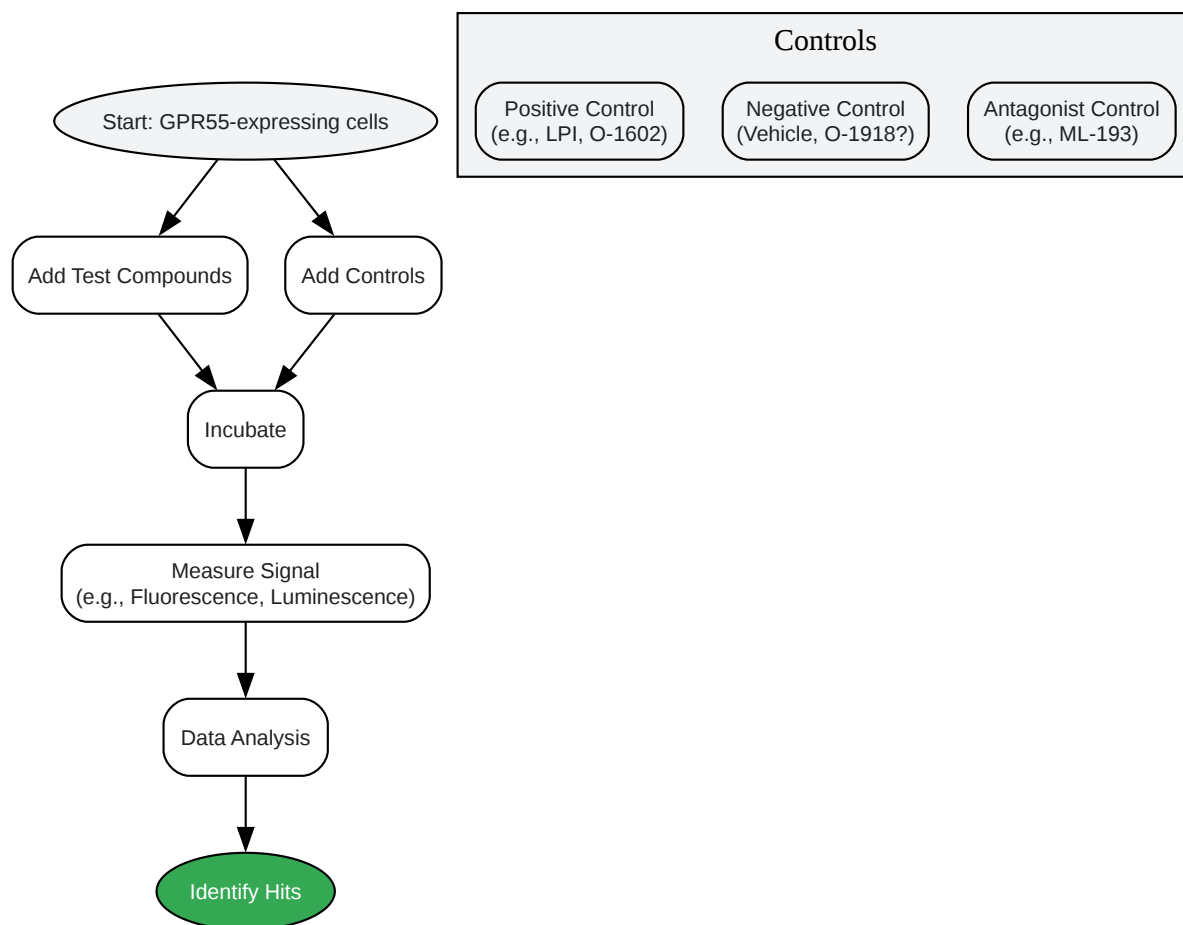 Controls
Positive Control
(e.g., LPI, O-1602)
Negative Control
(Vehicle, O-1918?)
Antagonist Control
(e.g., ML-193)
Start: GPR55-expressing cells
Add Test Compounds
Add Controls
Incubate
Measure Signal
(e.g., Fluorescence, Luminescence)
Data Analysis
Identify Hits